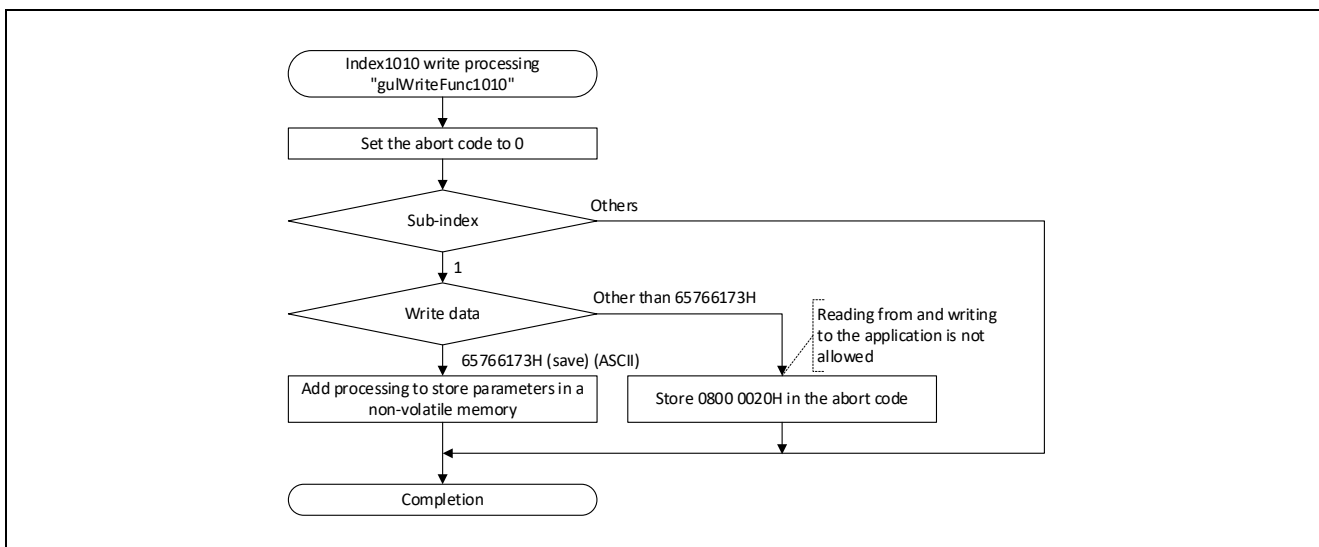 Index1010 write processing
"gulWriteFunc1010"
Set the abort code to 0
Sub-index
Others
1
Write data
Other than 65766173H
Reading from and writing
to the application is not
allowed
65766173H (save) (ASCII)
Add processing to store parameters in a
non-volatile memory
Store 0800 0020H in the abort code
Completion